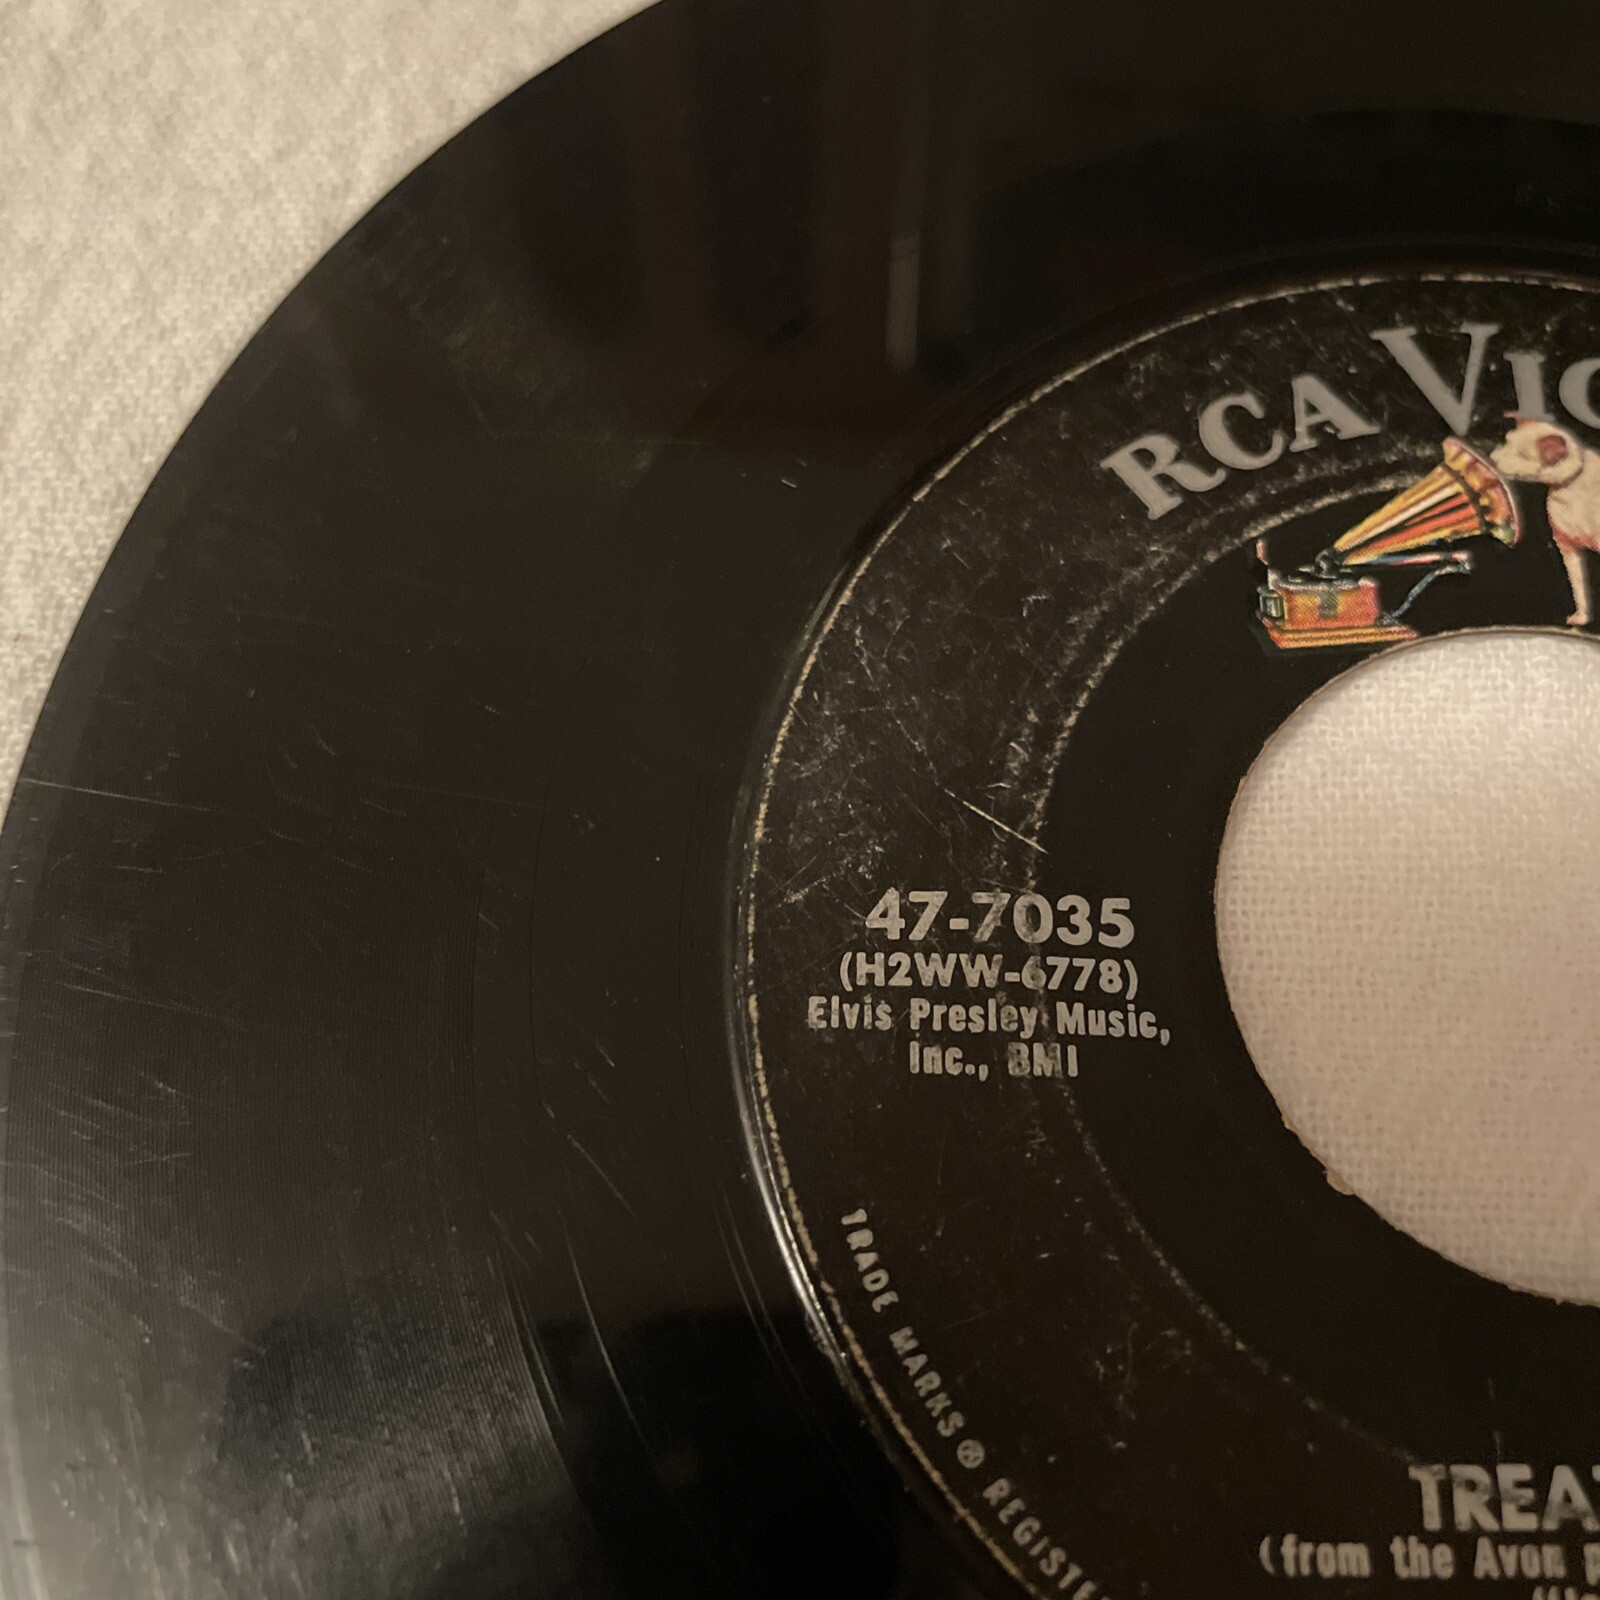 RCA VIC
47-7035
(H2WW-6778)
Elvis Presley Music,
Inc., BMI
TRADE MARKS ® REGISTE
TREAT
(from the Avon p